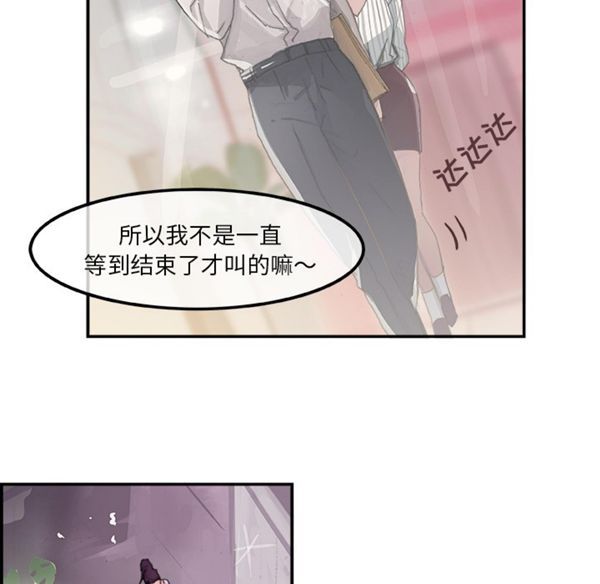 达达达
所以我不是一直
等到结束了才叫的嘛～